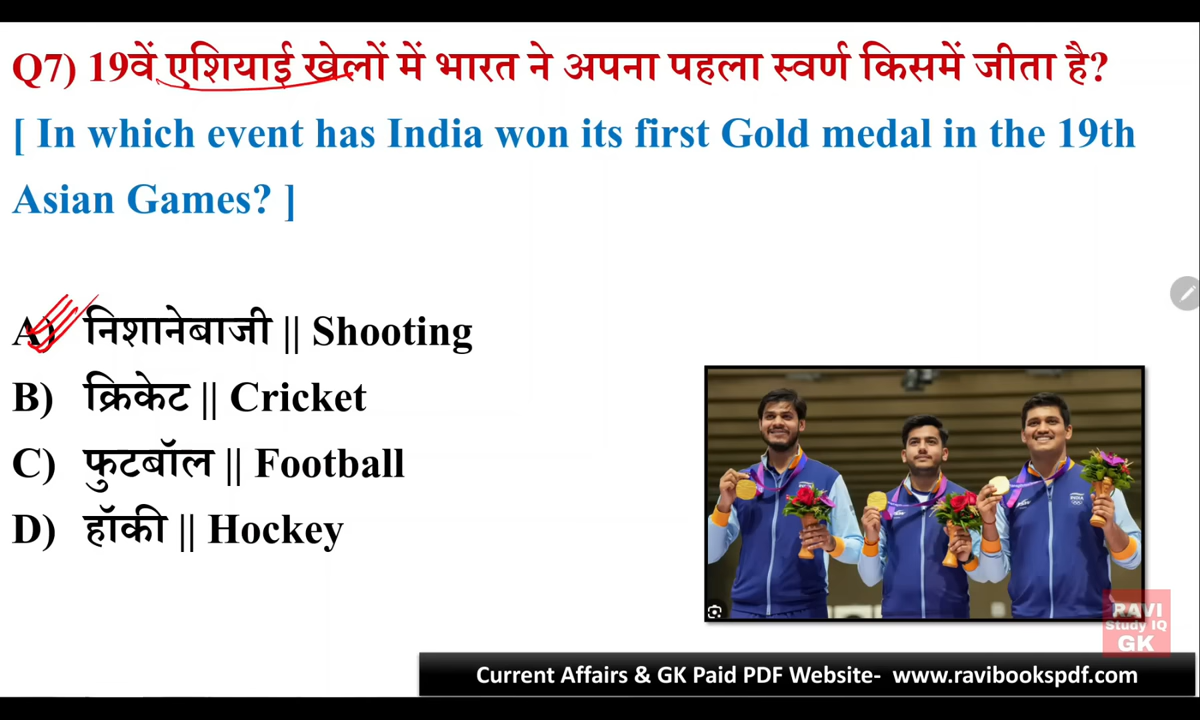 Q7) 19वें एशियाई खेलों में भारत ने अपना पहला स्वर्ण किसमें जीता है?
[ In which event has India won its first Gold medal in the 19th
Asian Games? ]
A) निशानेबाजी || Shooting
B) क्रिकेट || Cricket
C) फुटबॉल || Football
D) हॉकी || Hockey
INDIA
RAVI
Study IQ
GK
Current Affairs & GK Paid PDF Website- www.ravibookspdf.com